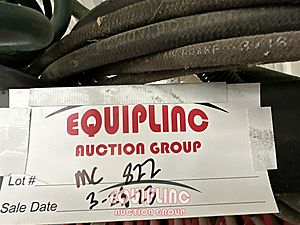 EQUIPLINC
AUCTION GROUP
Lot # MC 822
Sale Date
EQUIPLINC
AUCTION GROUP